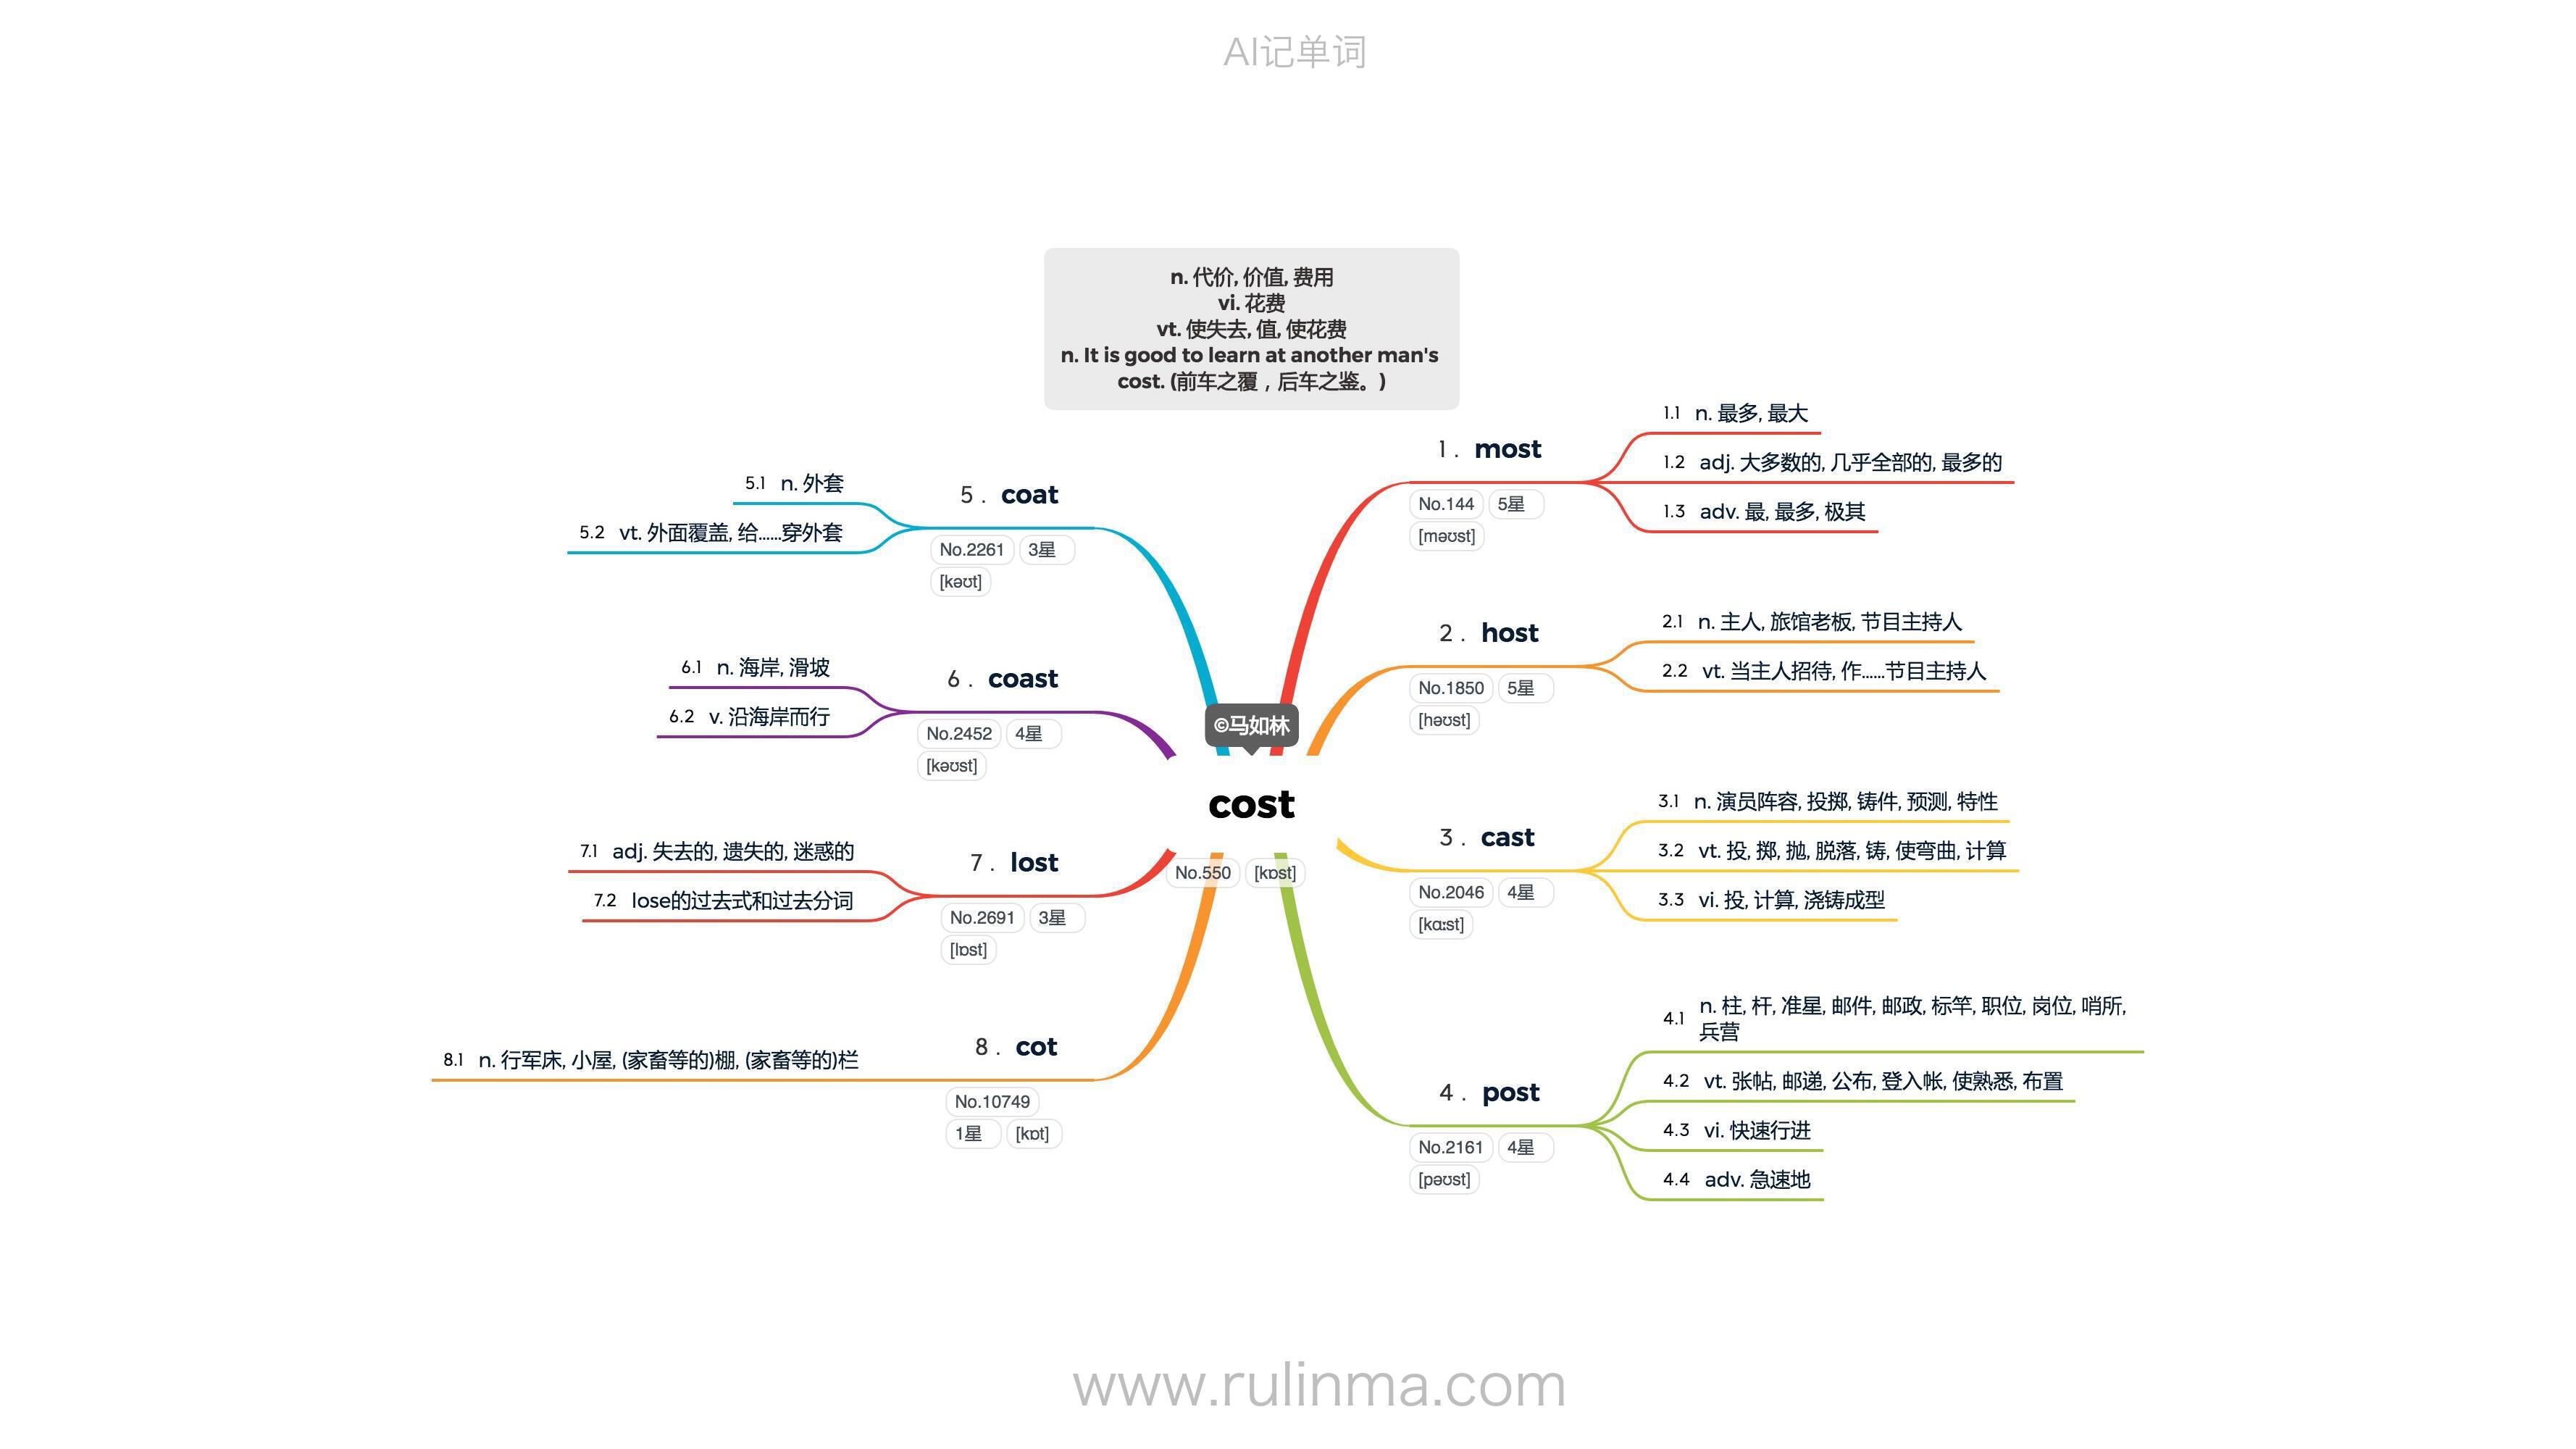 AI记单词
n. 代价, 价值, 费用
vi. 花费
vt. 使失去, 值, 使花费
n. It is good to learn at another man's
cost. (前车之覆，后车之鉴。)
©马如林
cost
No.550 [kɒst]
1 . most
No.144 5星
[məʊst]
1.1 n. 最多, 最大
1.2 adj. 大多数的, 几乎全部的, 最多的
1.3 adv. 最, 最多, 极其
2 . host
No.1850 5星
[həʊst]
2.1 n. 主人, 旅馆老板, 节目主持人
2.2 vt. 当主人招待, 作......节目主持人
3 . cast
No.2046 4星
[kɑːst]
3.1 n. 演员阵容, 投掷, 铸件, 预测, 特性
3.2 vt. 投, 掷, 抛, 脱落, 铸, 使弯曲, 计算
3.3 vi. 投, 计算, 浇铸成型
4 . post
No.2161 4星
[pəʊst]
4.1 n. 柱, 杆, 准星, 邮件, 邮政, 标竿, 职位, 岗位, 哨所,
兵营
4.2 vt. 张帖, 邮递, 公布, 登入帐, 使熟悉, 布置
4.3 vi. 快速行进
4.4 adv. 急速地
5 . coat
No.2261 3星
[kəʊt]
5.1 n. 外套
5.2 vt. 外面覆盖, 给......穿外套
6 . coast
No.2452 4星
[kəʊst]
6.1 n. 海岸, 滑坡
6.2 v. 沿海岸而行
7 . lost
No.2691 3星
[lɒst]
7.1 adj. 失去的, 遗失的, 迷惑的
7.2 lose的过去式和过去分词
8 . cot
No.10749
1星 [kɒt]
8.1 n. 行军床, 小屋, (家畜等的)棚, (家畜等的)栏
www.rulinma.com